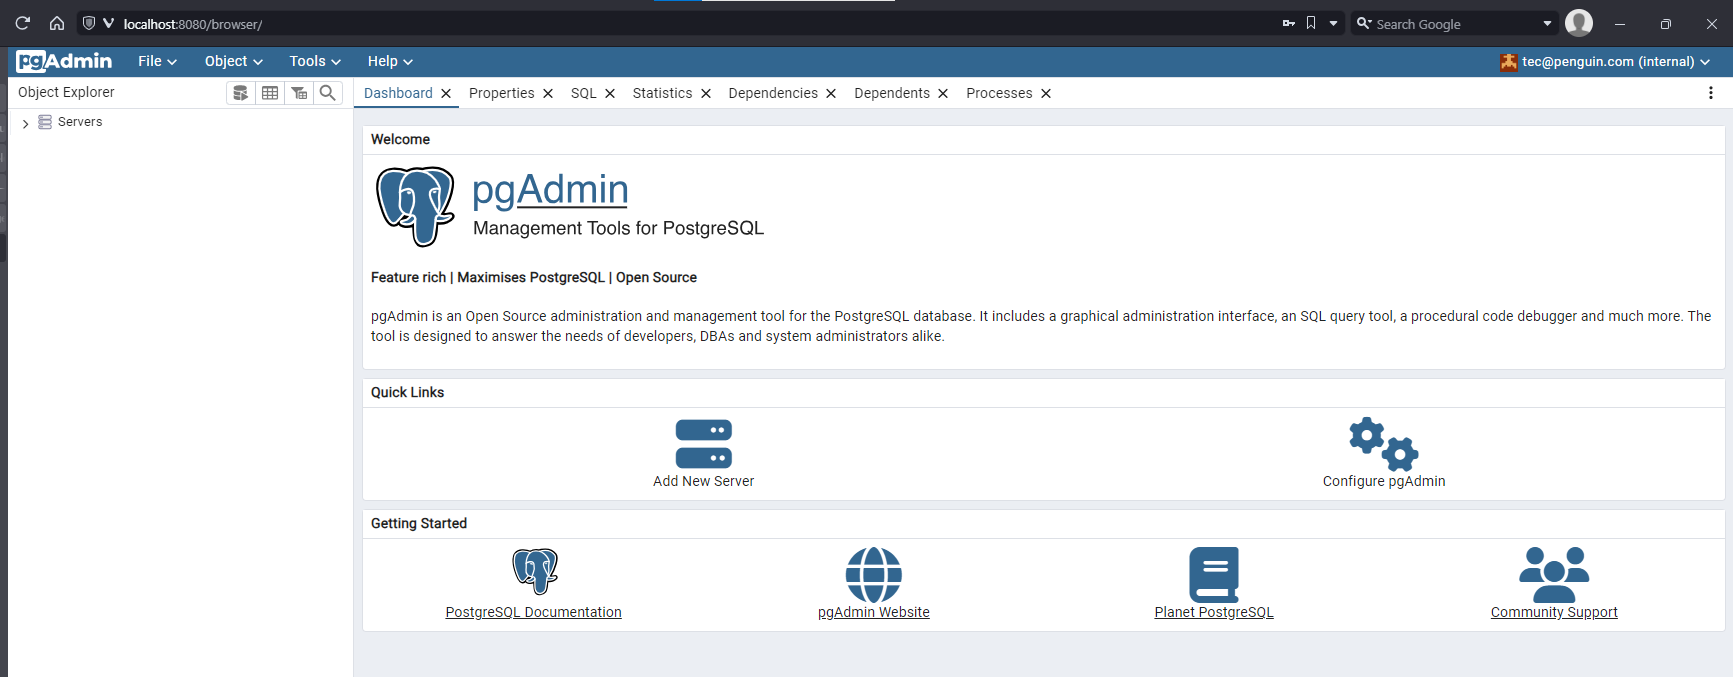 localhost:8080/browser/
Search Google
pgAdmin
File
Object
Tools
Help
tec@penguin.com (internal)
Object Explorer
Dashboard
Properties
SQL
Statistics
Dependencies
Dependents
Processes
Servers
Welcome
pgAdmin
Management Tools for PostgreSQL
Feature rich | Maximises PostgreSQL | Open Source
pgAdmin is an Open Source administration and management tool for the PostgreSQL database. It includes a graphical administration interface, an SQL query tool, a procedural code debugger and much more. The
tool is designed to answer the needs of developers, DBAs and system administrators alike.
Quick Links
Add New Server
Configure pgAdmin
Getting Started
PostgreSQL Documentation
pgAdmin Website
Planet PostgreSQL
Community Support